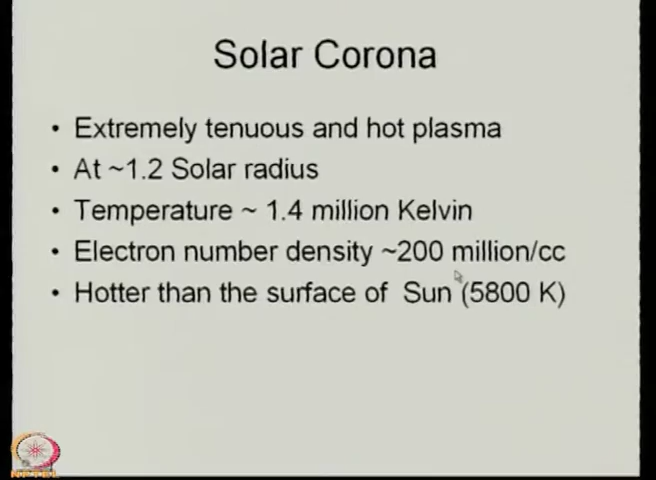 Solar Corona
• Extremely tenuous and hot plasma
• At ~1.2 Solar radius
• Temperature ~ 1.4 million Kelvin
• Electron number density ~200 million/cc
• Hotter than the surface of Sun (5800 K)